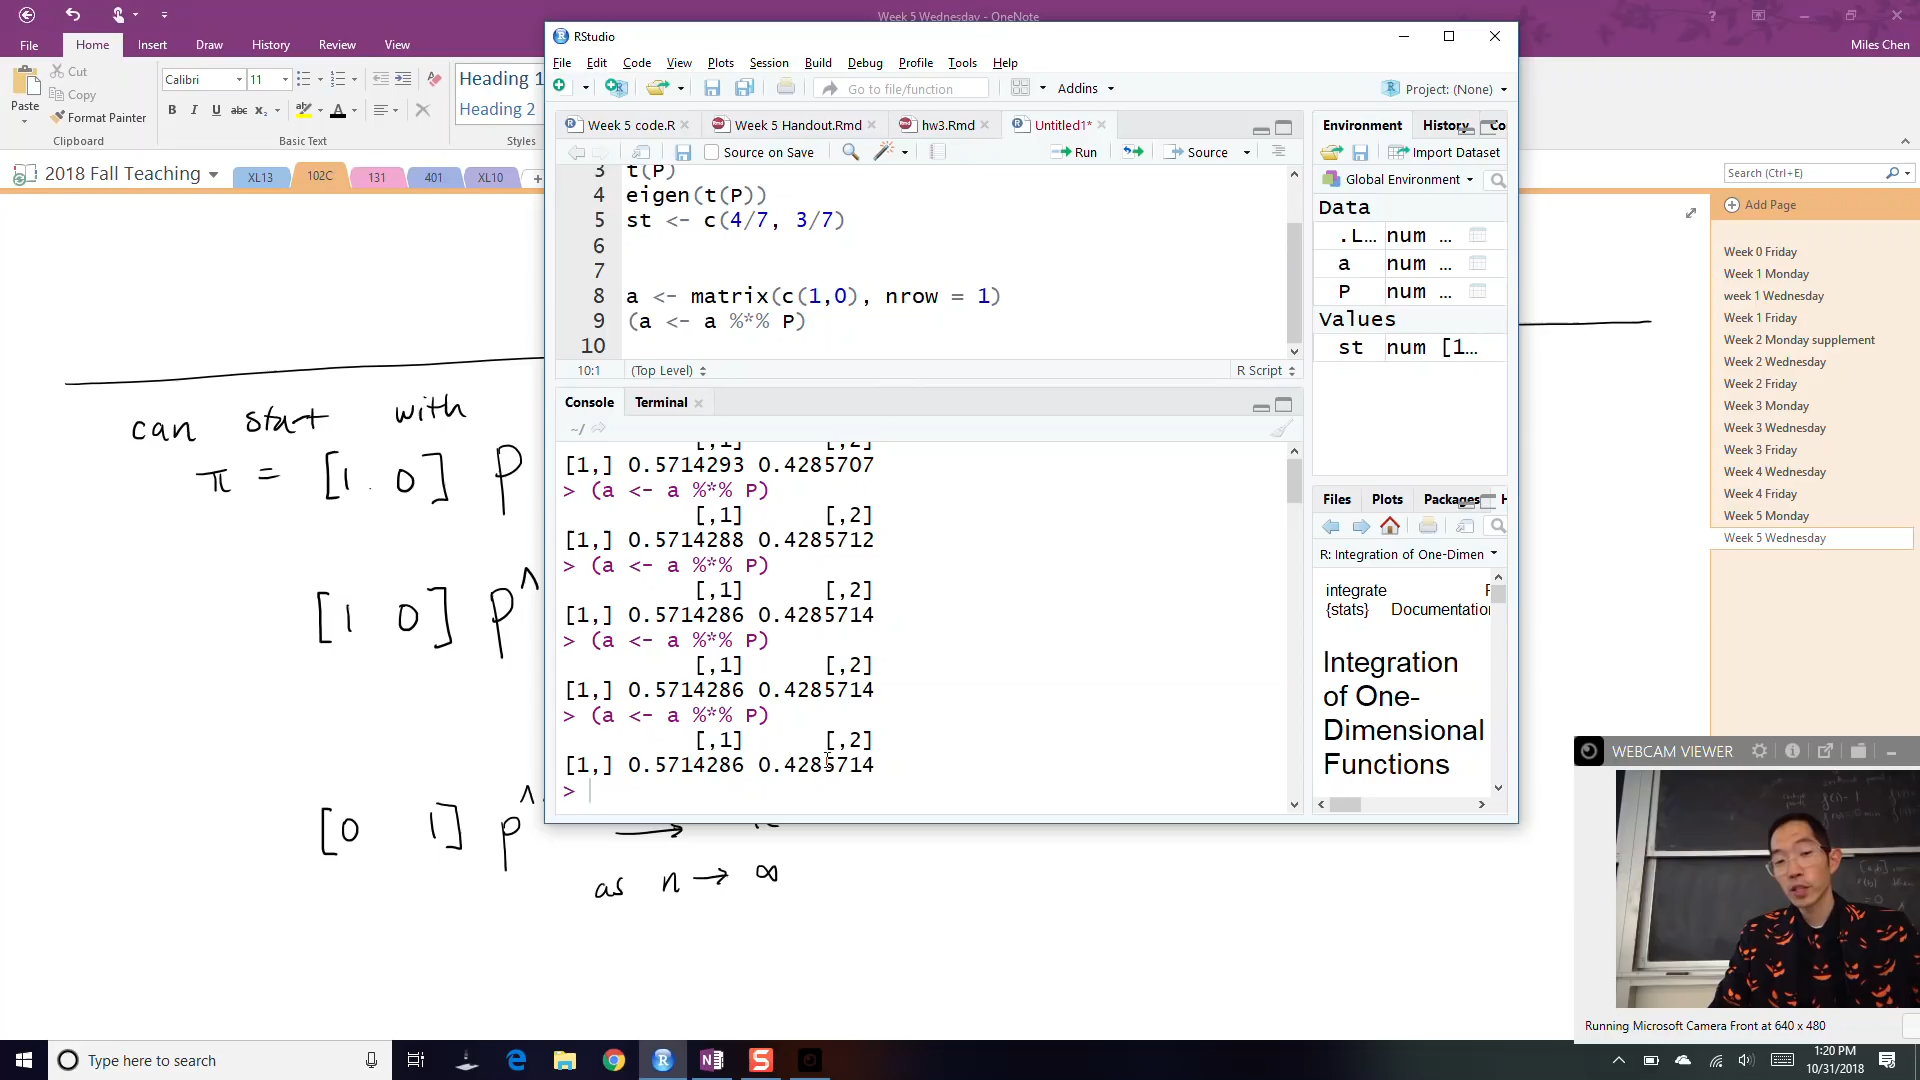 Week 5 Wednesday - OneNote
File Home Insert Draw History Review View
Miles Chen
Paste
Cut
Copy
Format Painter
Clipboard
Calibri 11
B I U abc x₂ A
Basic Text
Heading 1
Heading 2
Styles
2018 Fall Teaching
XL13 102C 131 401 XL10 +
Search (Ctrl+E)
Add Page
Week 0 Friday
Week 1 Monday
week 1 Wednesday
Week 1 Friday
Week 2 Monday supplement
Week 2 Wednesday
Week 2 Friday
Week 3 Monday
Week 3 Wednesday
Week 3 Friday
Week 4 Wednesday
Week 4 Friday
Week 5 Monday
Week 5 Wednesday
can start with
π = [1 0] P
[1 0] P^
[0 1] P^
as n → ∞
RStudio
File Edit Code View Plots Session Build Debug Profile Tools Help
Go to file/function
Addins
Project: (None)
Week 5 code.R
Week 5 Handout.Rmd
hw3.Rmd
Untitled1*
Source on Save
Run
Source
3 t(P)
4 eigen(t(P))
5 st <- c(4/7, 3/7)
6
7
8 a <- matrix(c(1,0), nrow = 1)
9 (a <- a %*% P)
10
10:1 (Top Level)
R Script
Console Terminal
~/
[,1] [,2]
[1,] 0.5714293 0.4285707
> (a <- a %*% P)
[,1] [,2]
[1,] 0.5714288 0.4285712
> (a <- a %*% P)
[,1] [,2]
[1,] 0.5714286 0.4285714
> (a <- a %*% P)
[,1] [,2]
[1,] 0.5714286 0.4285714
> (a <- a %*% P)
[,1] [,2]
[1,] 0.5714286 0.4285714
>
Environment History Co
Import Dataset
Global Environment
Data
.L… num …
a num …
P num …
Values
st num [1…
Files Plots Packages H
R: Integration of One-Dimen
integrate
{stats} Documentation
Integration
of One-
Dimensional
Functions
WEBCAM VIEWER
Running Microsoft Camera Front at 640 x 480
Type here to search
1:20 PM
10/31/2018